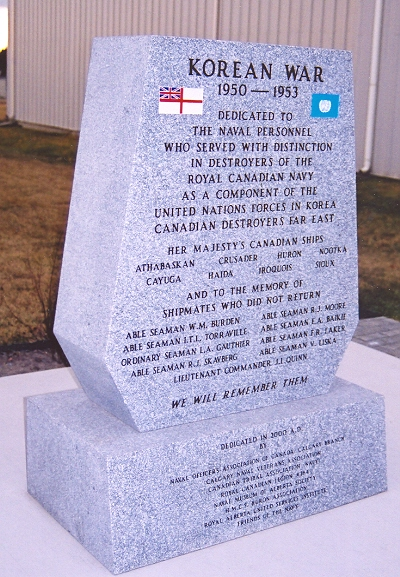 KOREAN WAR
1950 — 1953
DEDICATED TO
THE NAVAL PERSONNEL
WHO SERVED WITH DISTINCTION
IN DESTROYERS OF THE
ROYAL CANADIAN NAVY
AS A COMPONENT OF THE
UNITED NATIONS FORCES IN KOREA
CANADIAN DESTROYERS FAR EAST
HER MAJESTY'S CANADIAN SHIPS
ATHABASKAN CRUSADER HURON NOOTKA
CAYUGA HAIDA IROQUOIS SIOUX
AND TO THE MEMORY OF
SHIPMATES WHO DID NOT RETURN
ABLE SEAMAN W.M. BURDEN ABLE SEAMAN R.J. MOORE
ABLE SEAMAN I.T.L. TORRAVILLE ABLE SEAMAN E.A. BAIKIE
ORDINARY SEAMAN L.A. GAUTHIER ABLE SEAMAN F.R. LAKER
ABLE SEAMAN R.J. SKAVBERG ABLE SEAMAN V. LISKA
LIEUTENANT COMMANDER J.L. QUINN
WE WILL REMEMBER THEM
DEDICATED IN 2000 A.D.
BY
NAVAL OFFICERS ASSOCIATION OF CANADA CALGARY BRANCH
CALGARY NAVAL VETERANS ASSOCIATION
CANADIAN TRIBAL ASSOCIATION NAVY
ROYAL CANADIAN LEGION
NAVAL MUSEUM OF ALBERTA SOCIETY
H.M.C.S. HURON ASSOCIATION
ROYAL ALBERTA UNITED SERVICES INSTITUTE
FRIENDS OF THE NAVY